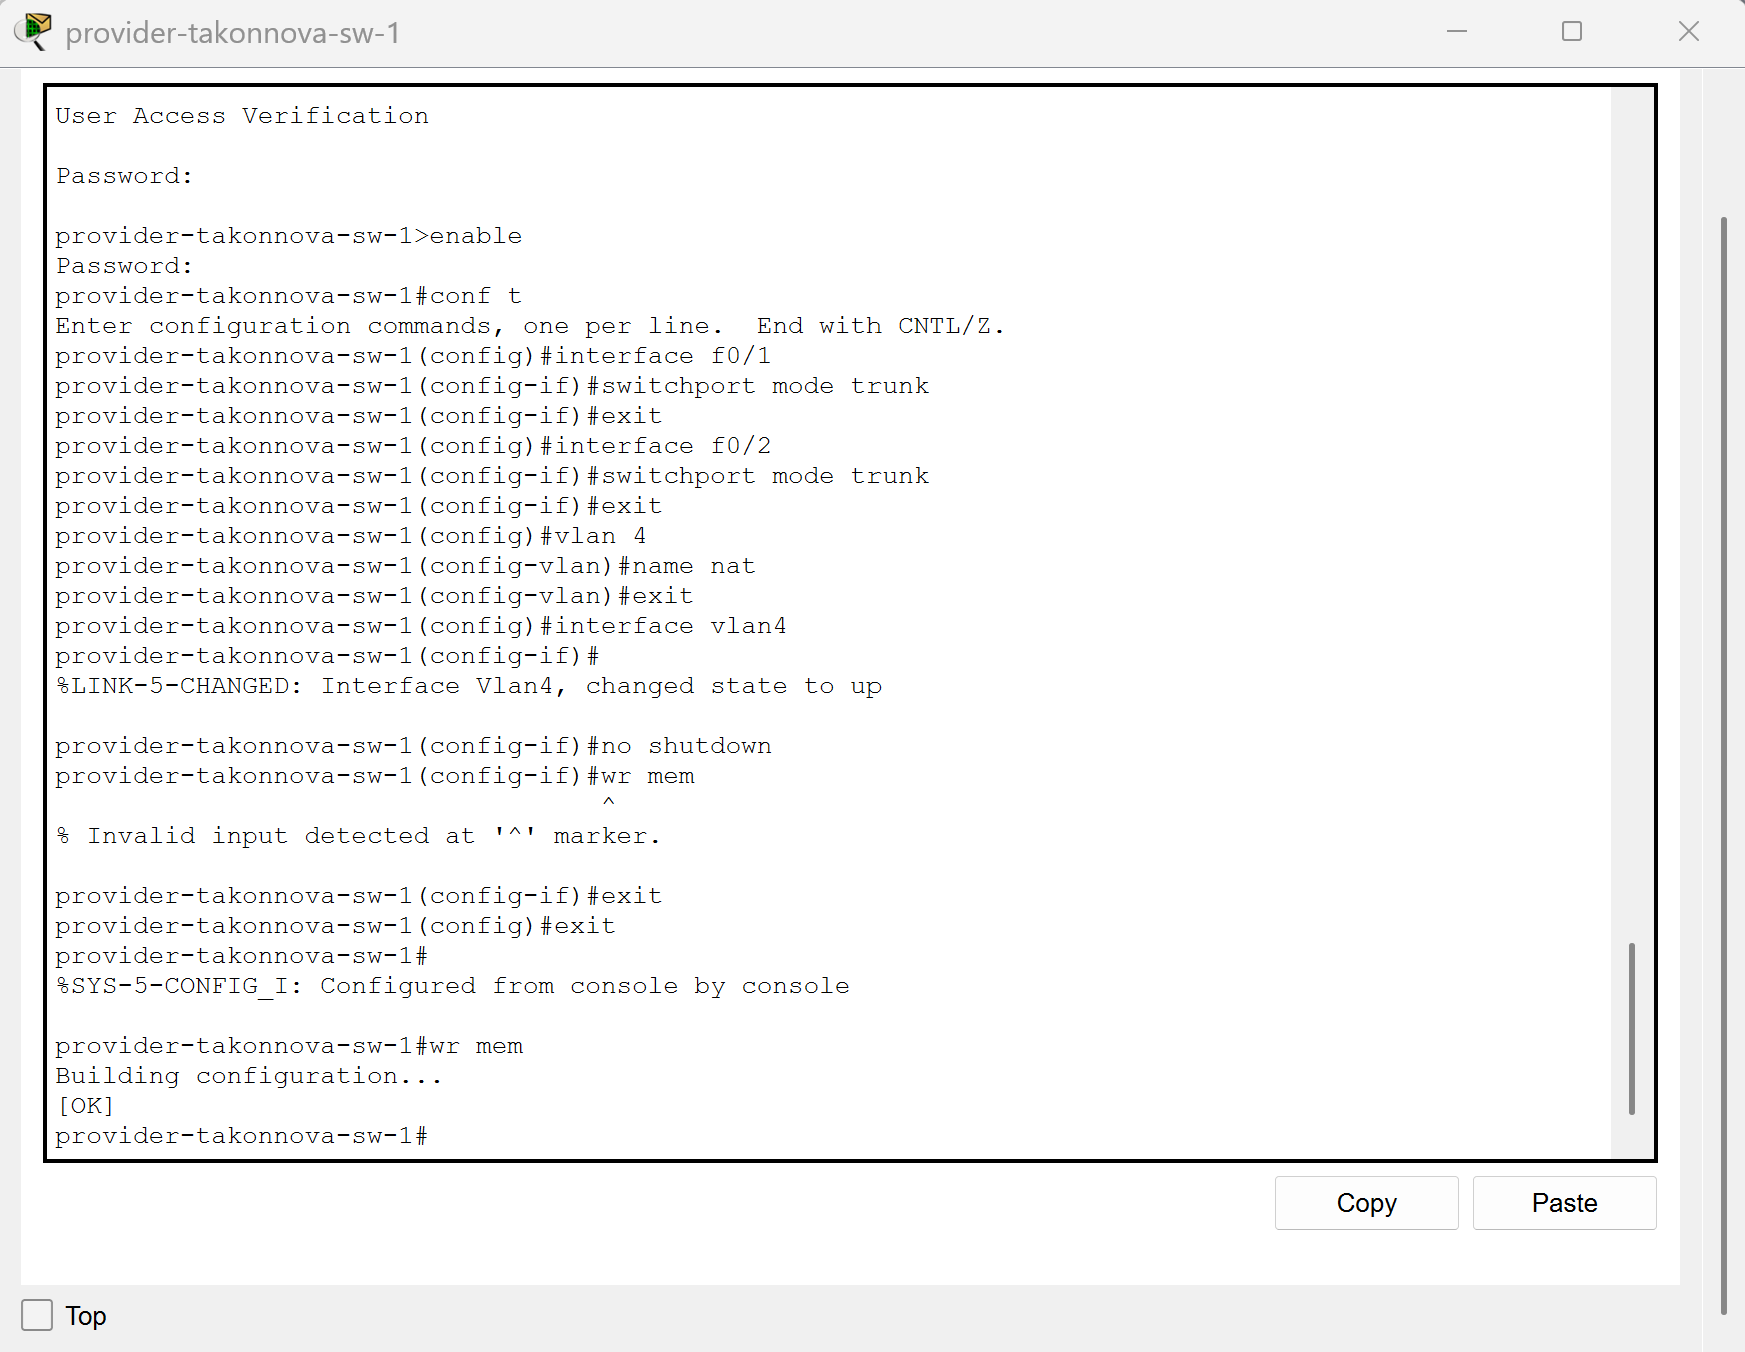 provider-takonnova-sw-1
User Access Verification
Password:
provider-takonnova-sw-1>enable
Password:
provider-takonnova-sw-1#conf t
Enter configuration commands, one per line.  End with CNTL/Z.
provider-takonnova-sw-1(config)#interface f0/1
provider-takonnova-sw-1(config-if)#switchport mode trunk
provider-takonnova-sw-1(config-if)#exit
provider-takonnova-sw-1(config)#interface f0/2
provider-takonnova-sw-1(config-if)#switchport mode trunk
provider-takonnova-sw-1(config-if)#exit
provider-takonnova-sw-1(config)#vlan 4
provider-takonnova-sw-1(config-vlan)#name nat
provider-takonnova-sw-1(config-vlan)#exit
provider-takonnova-sw-1(config)#interface vlan4
provider-takonnova-sw-1(config-if)#
%LINK-5-CHANGED: Interface Vlan4, changed state to up
provider-takonnova-sw-1(config-if)#no shutdown
provider-takonnova-sw-1(config-if)#wr mem
^
% Invalid input detected at '^' marker.
provider-takonnova-sw-1(config-if)#exit
provider-takonnova-sw-1(config)#exit
provider-takonnova-sw-1#
%SYS-5-CONFIG_I: Configured from console by console
provider-takonnova-sw-1#wr mem
Building configuration...
[OK]
provider-takonnova-sw-1#
Copy
Paste
Top